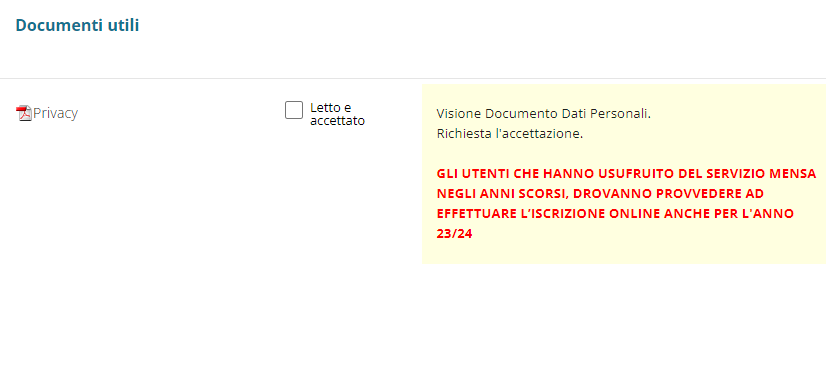 Documenti utili
Privacy
Letto e
accettato
Visione Documento Dati Personali.
Richiesta l'accettazione.
GLI UTENTI CHE HANNO USUFRUITO DEL SERVIZIO MENSA
NEGLI ANNI SCORSI, DROVANNO PROVVEDERE AD
EFFETTUARE L’ISCRIZIONE ONLINE ANCHE PER L'ANNO
23/24